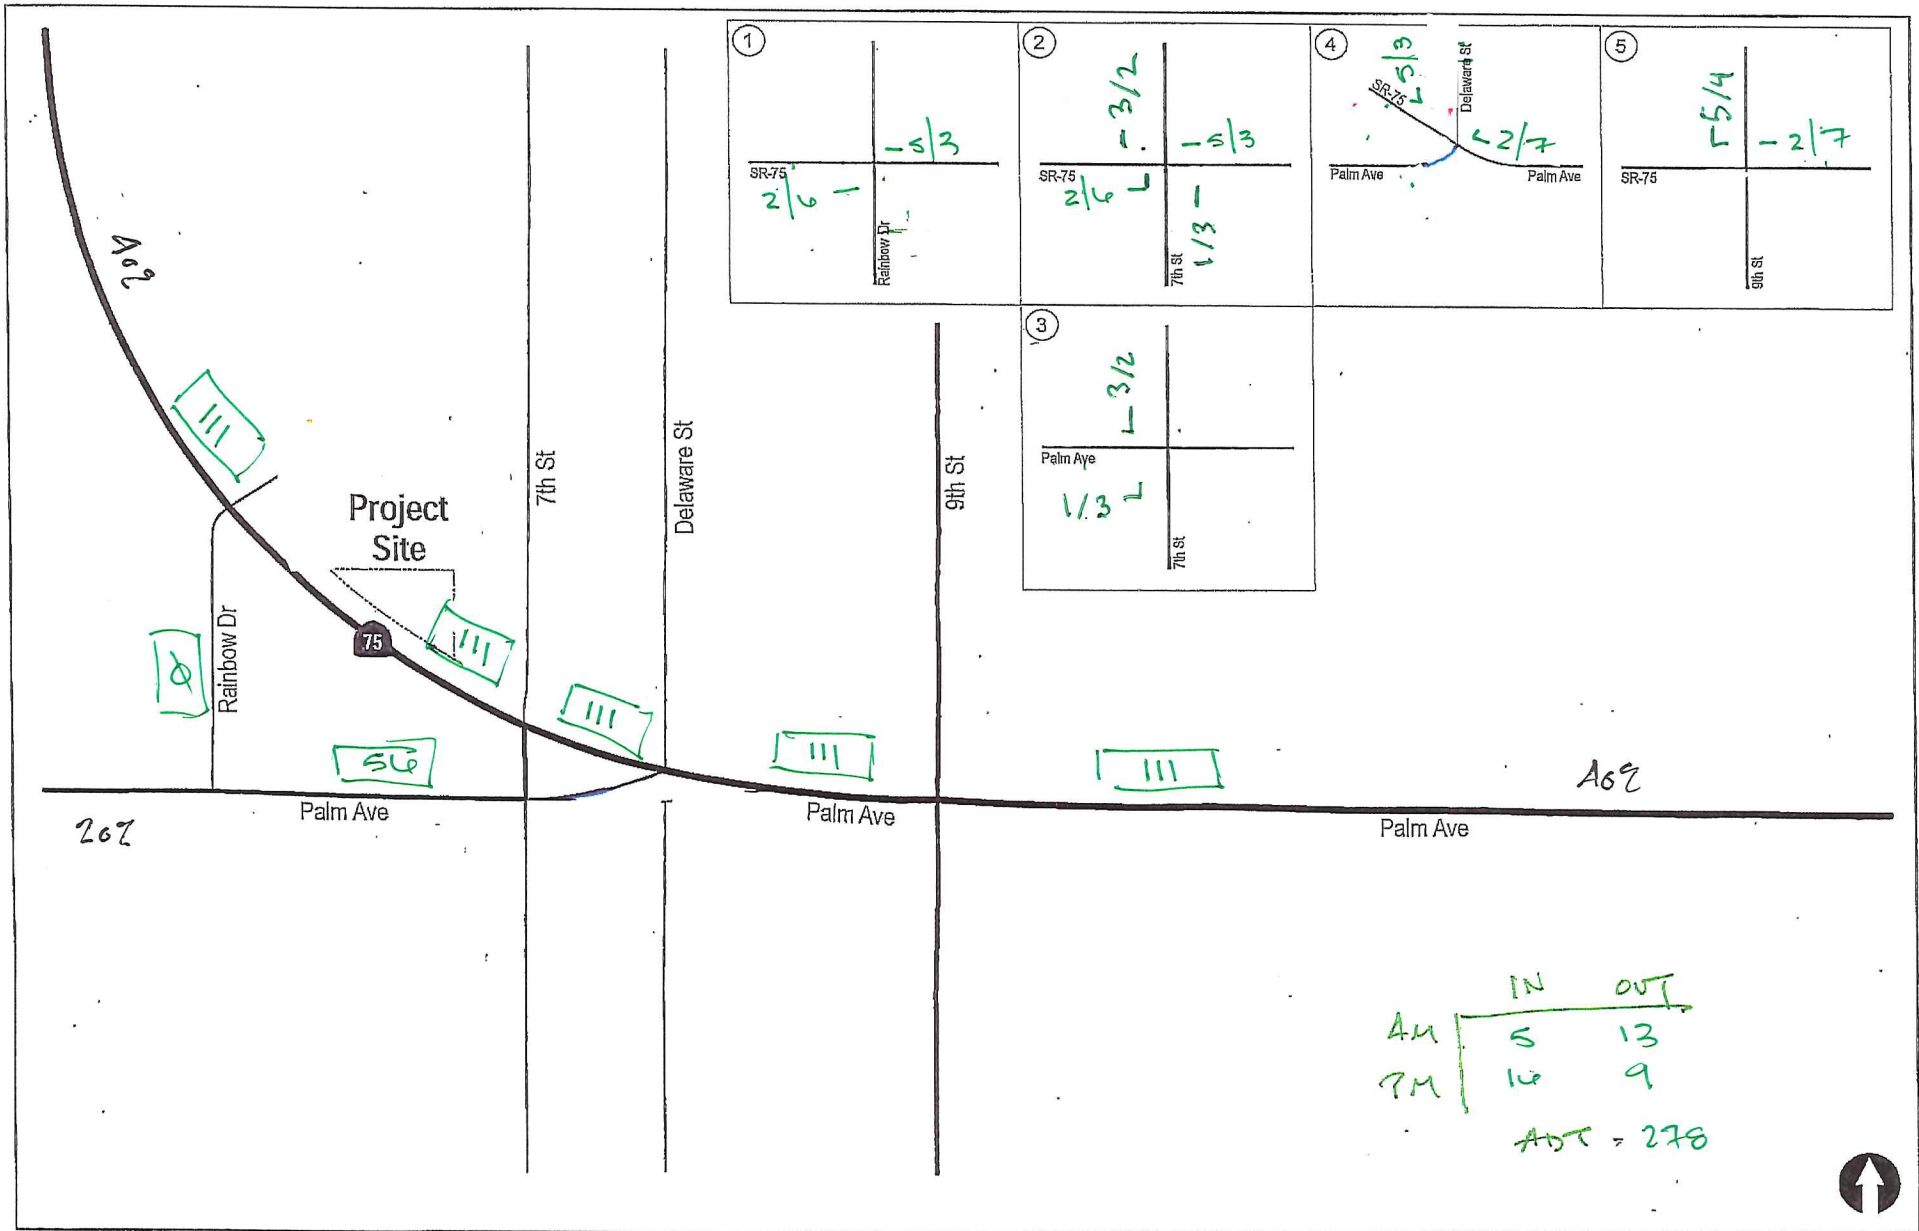 1
-5/3
SR-75
2/6
Rainbow Dr
2
3/2
-5/3
SR-75
2/6
1/3
7th St
4
5/3
SR-75
Delaware St
2/7
Palm Ave
Palm Ave
5
5/4
-2/7
SR-75
9th St
3
3/2
Palm Ave
1/3
7th St
40%
111
Project
Site
7th St
Delaware St
9th St
75
111
Rainbow Dr
Ø
111
56
111
111
40%
Palm Ave
Palm Ave
Palm Ave
20%
IN OUT
AM 5 13
PM 16 9
ADT = 278